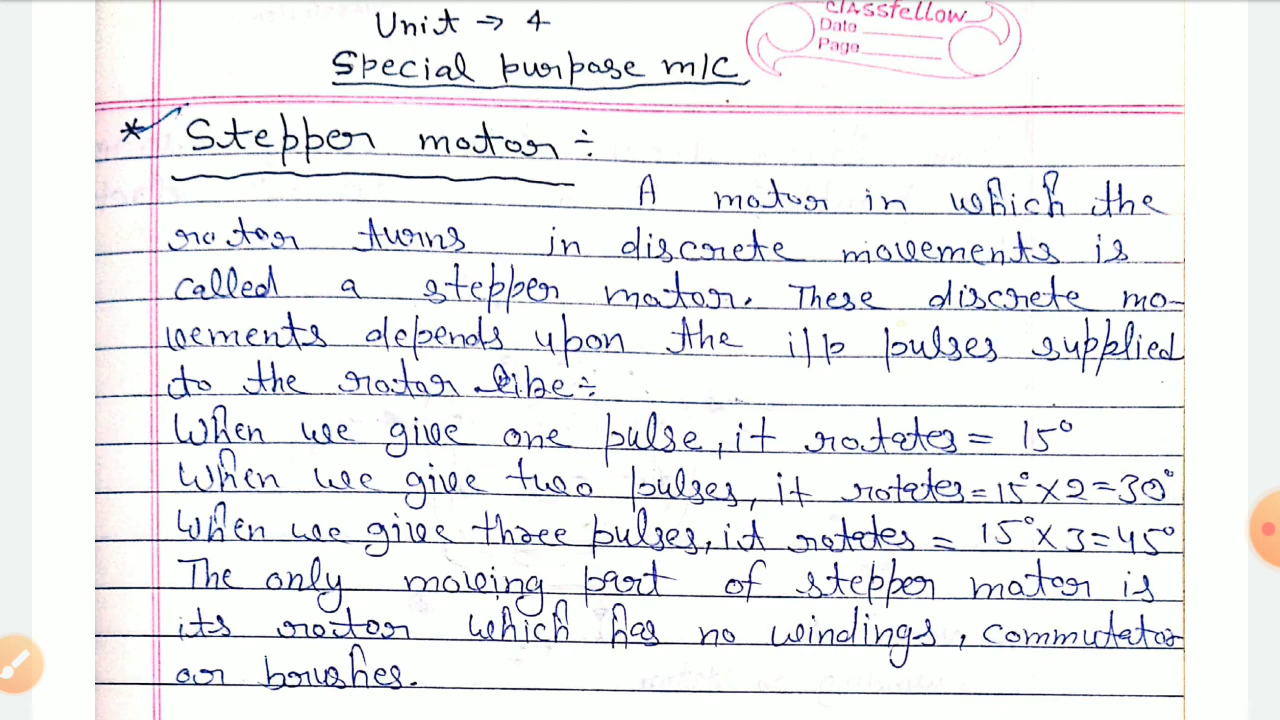 Unit → 4
CLASSfellow
Date
Page
Special purpose m/c
* Stepper motor ÷
A motor in which the
rotor turns in discrete movements is
called a stepper motor. These discrete mo-
vements depends upon the i/p pulses supplied
to the rotor like ÷
When we give one pulse, it rotates = 15°
When we give two pulses, it rotates = 15° × 2 = 30°
When we give three pulses, it rotates = 15° × 3 = 45°
The only moving part of stepper motor is
its rotor which has no windings, commutator
or brushes.